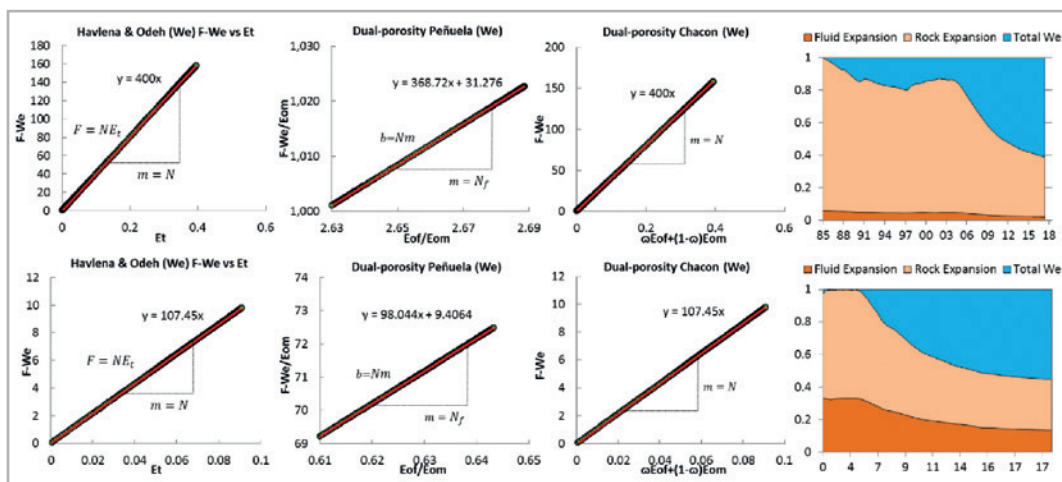 Havlena & Odeh (We) F-We vs Et
F-We
180
160
140
120
100
80
60
40
20
0
y = 400x
F = NEt
m = N
0 0.2 0.4 0.6
Et
Dual-porosity Peñuela (We)
F-We/Eom
1,030
1,020
1,010
1,000
y = 368.72x + 31.276
b=Nm
m = Nf
2.63 2.65 2.67 2.69
Eof/Eom
Dual-porosity Chacon (We)
F-We
200
150
100
50
0
y = 400x
m = N
0 0.2 0.4 0.6
ωEof+(1-ω)Eom
Fluid Expansion Rock Expansion Total We
1
0.8
0.6
0.4
0.2
0
85 88 91 94 97 00 03 06 09 12 15 18
Havlena & Odeh (We) F-We vs Et
F-We
12
10
8
6
4
2
0
y = 107.45x
F = NEt
m = N
0 0.02 0.04 0.06 0.08 0.1
Et
Dual-porosity Peñuela (We)
F-We/Eom
73
72
71
70
69
y = 98.044x + 9.4064
b=Nm
m = Nf
0.61 2.62 2.63 2.64 2.65
Eof/Eom
Dual-porosity Chacon (We)
F-We
12
10
8
6
4
2
0
y = 107.45x
m = N
0 0.02 0.04 0.06 0.08 0.1
ωEof+(1-ω)Eom
Fluid Expansion Rock Expansion Total We
1
0.8
0.6
0.4
0.2
0
0 4 7 9 11 14 16 17 17